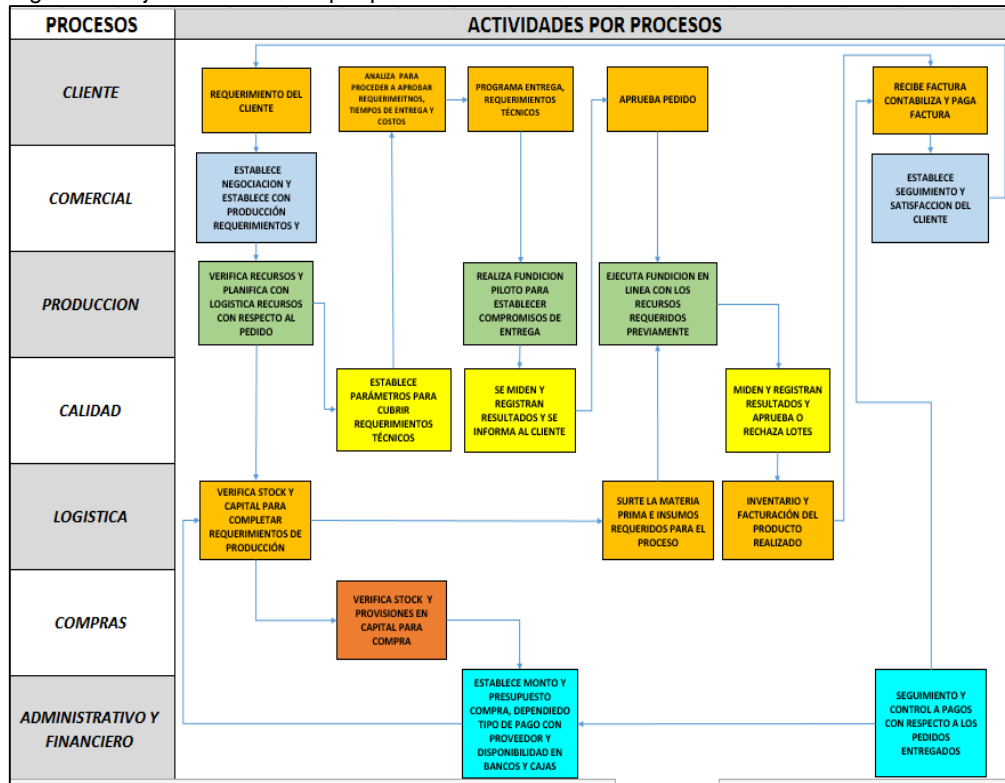 PROCESOS
ACTIVIDADES POR PROCESOS
CLIENTE
REQUERIMIENTO DEL
CLIENTE
ANALIZA PARA
PROCEDER A APROBAR
REQUERIMEITNOS,
TIEMPOS DE ENTREGA Y
COSTOS
PROGRAMA ENTREGA,
REQUERIMIENTOS
TÉCNICOS
APRUEBA PEDIDO
RECIBE FACTURA
CONTABILIZA Y PAGA
FACTURA
COMERCIAL
ESTABLECE
NEGOCIACION Y
ESTABLECE CON
PRODUCCIÓN
REQUERIMIENTOS Y
ESTABLECE
SEGUIMIENTO Y
SATISFACCION DEL
CLIENTE
PRODUCCION
VERIFICA RECURSOS Y
PLANIFICA CON
LOGISTICA RECURSOS
CON RESPECTO AL
PEDIDO
REALIZA FUNDICION
PILOTO PARA
ESTABLECER
COMPROMISOS DE
ENTREGA
EJECUTA FUNDICION EN
LINEA CON LOS
RECURSOS
REQUERIDOS
PREVIAMENTE
CALIDAD
ESTABLECE
PARÁMETROS PARA
CUBRIR
REQUERIMIENTOS
TÉCNICOS
SE MIDEN Y
REGISTRAN
RESULTADOS Y SE
INFORMA AL CLIENTE
MIDEN Y REGISTRAN
RESULTADOS Y
APRUEBA O
RECHAZA LOTES
LOGISTICA
VERIFICA STOCK Y
CAPITAL PARA
COMPLETAR
REQUERIMIENTOS DE
PRODUCCIÓN
SURTE LA MATERIA
PRIMA E INSUMOS
REQUERIDOS PARA EL
PROCESO
INVENTARIO Y
FACTURACIÓN DEL
PRODUCTO
REALIZADO
COMPRAS
VERIFICA STOCK Y
PROVISIONES EN
CAPITAL PARA
COMPRA
ADMINISTRATIVO Y
FINANCIERO
ESTABLECE MONTO Y
PRESUPUESTO
COMPRA, DEPENDIEDO
TIPO DE PAGO CON
PROVEEDOR Y
DISPONIBILIDAD EN
BANCOS Y CAJAS
SEGUIMIENTO Y
CONTROL A PAGOS
CON RESPECTO A LOS
PEDIDOS
ENTREGADOS